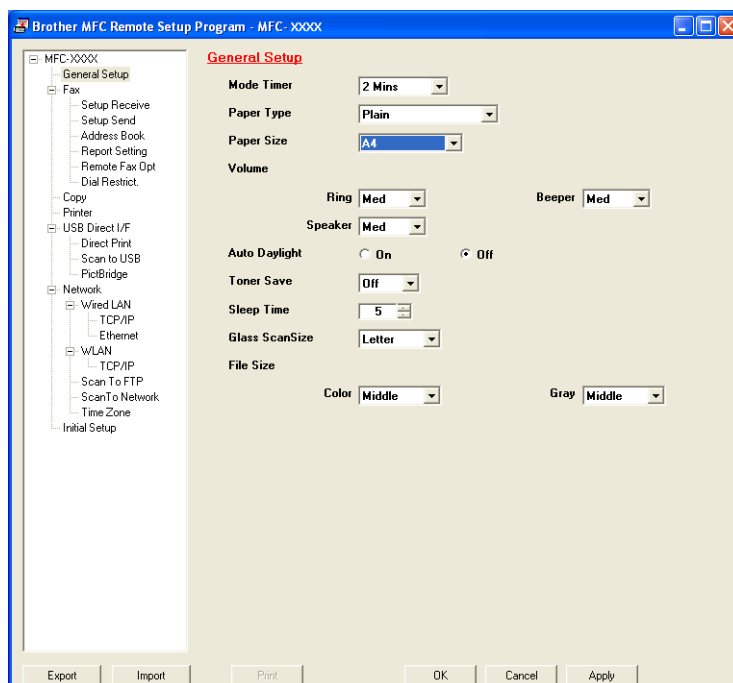 Brother MFC Remote Setup Program - MFC- XXXX
MFC-XXXX
General Setup
Fax
Setup Receive
Setup Send
Address Book
Report Setting
Remote Fax Opt
Dial Restrict.
Copy
Printer
USB Direct I/F
Direct Print
Scan to USB
PictBridge
Network
Wired LAN
TCP/IP
Ethernet
WLAN
TCP/IP
Scan To FTP
ScanTo Network
Time Zone
Initial Setup
General Setup
Mode Timer 2 Mins
Paper Type Plain
Paper Size A4
Volume
Ring Med Beeper Med
Speaker Med
Auto Daylight On Off
Toner Save Off
Sleep Time 5
Glass ScanSize Letter
File Size
Color Middle Gray Middle
Export Import Print OK Cancel Apply